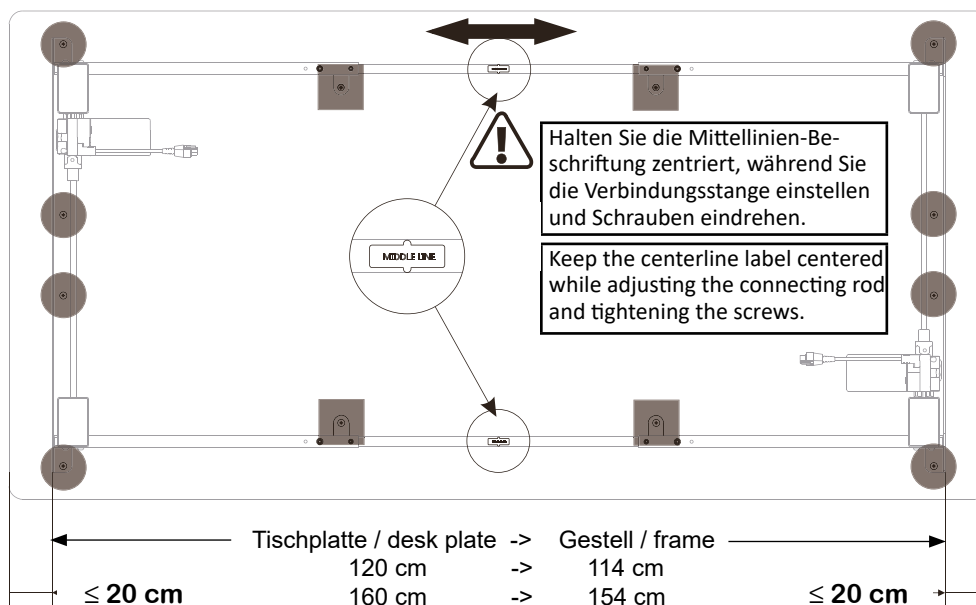 Halten Sie die Mittellinien-Be-
schriftung zentriert, während Sie
die Verbindungsstange einstellen
und Schrauben eindrehen.
MIDDLE LINE
Keep the centerline label centered
while adjusting the connecting rod
and tightening the screws.
Tischplatte / desk plate -> Gestell / frame
120 cm -> 114 cm
≤ 20 cm 160 cm -> 154 cm ≤ 20 cm